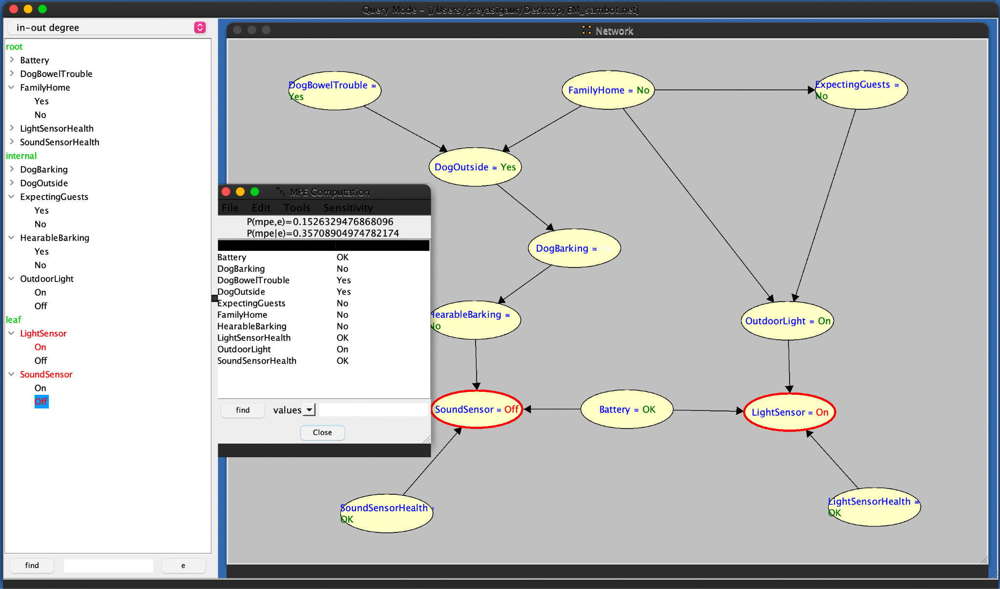 Query Mode – [/Users/preyasigaur/Desktop/EM_sambot.net]
in-out degree
root
Battery
DogBowelTrouble
FamilyHome
Yes
No
LightSensorHealth
SoundSensorHealth
internal
DogBarking
DogOutside
ExpectingGuests
Yes
No
HearableBarking
Yes
No
OutdoorLight
On
Off
leaf
LightSensor
On
Off
SoundSensor
On
Off
find
e
Network
DogBowelTrouble ≅
Yes
FamilyHome ≅ No
ExpectingGuests ≅
No
DogOutside ≅ Yes
DogBarking ≅ No
HearableBarking ≅
No
OutdoorLight ≅ On
SoundSensor ≡ Off
Battery ≅ OK
LightSensor ≡ On
SoundSensorHealth ≅
OK
LightSensorHealth ≅
OK
MPE MPE Computation
File Edit Tools Sensitivity
P(mpe,e)=0.1526329476868096
P(mpe|e)=0.35708904974782174
Battery OK
DogBarking No
DogBowelTrouble Yes
DogOutside Yes
ExpectingGuests No
FamilyHome No
HearableBarking No
LightSensorHealth OK
OutdoorLight On
SoundSensorHealth OK
find values
Close